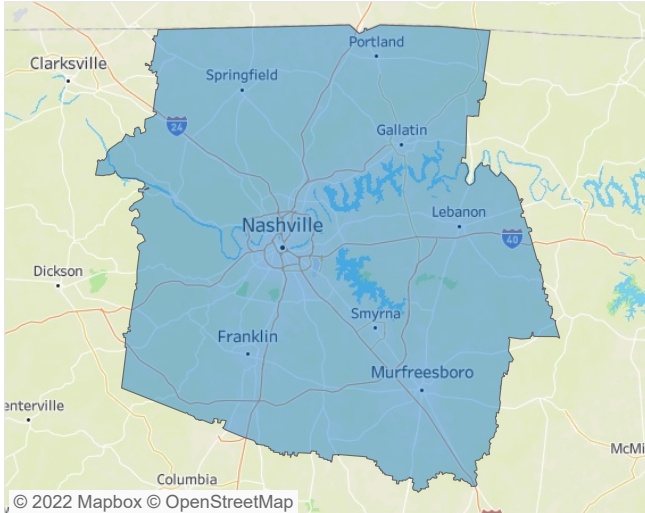 Portland
Clarksville
Springfield
24
Gallatin
Lebanon
Nashville
40
Dickson
Smyrna
Franklin
Murfreesboro
enterville
McMi
Columbia
© 2022 Mapbox © OpenStreetMap